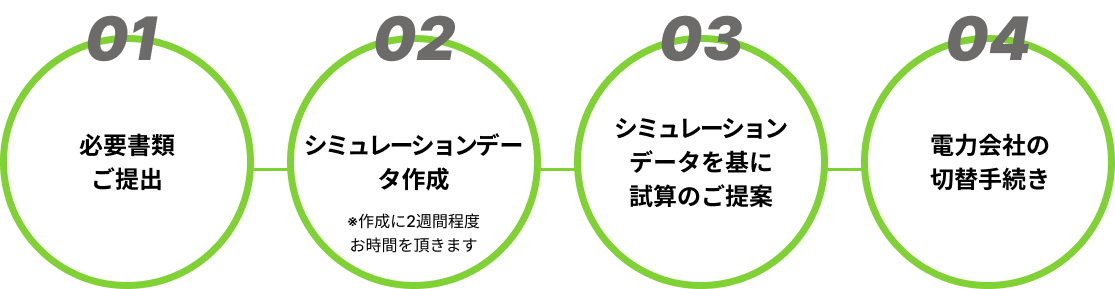 01
必要書類
ご提出
02
シミュレーションデー
タ作成
※作成に2週間程度
お時間を頂きます
03
シミュレーション
データを基に
試算のご提案
04
電力会社の
切替手続き